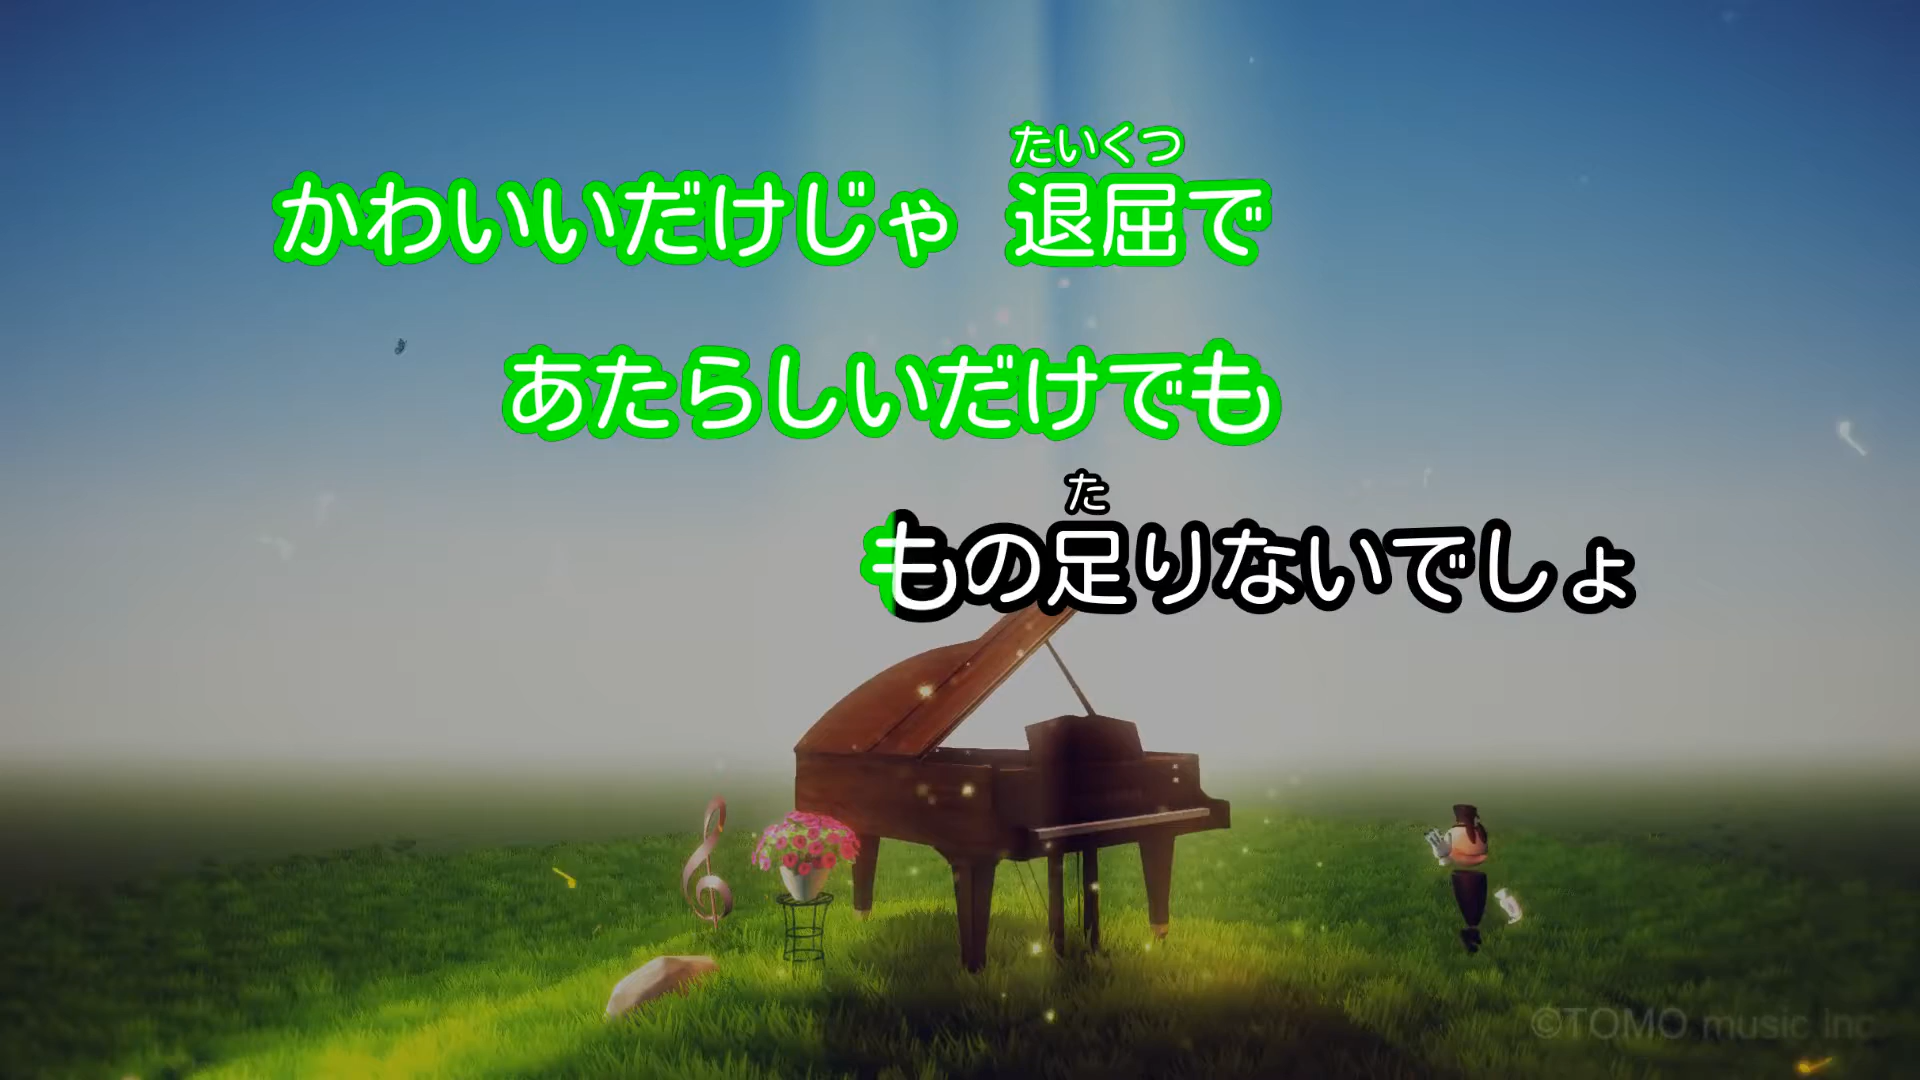 たいくつ
かわいいだけじゃ 退屈で
あたらしいだけでも
た
もの足りないでしょ
©TOMO music Inc